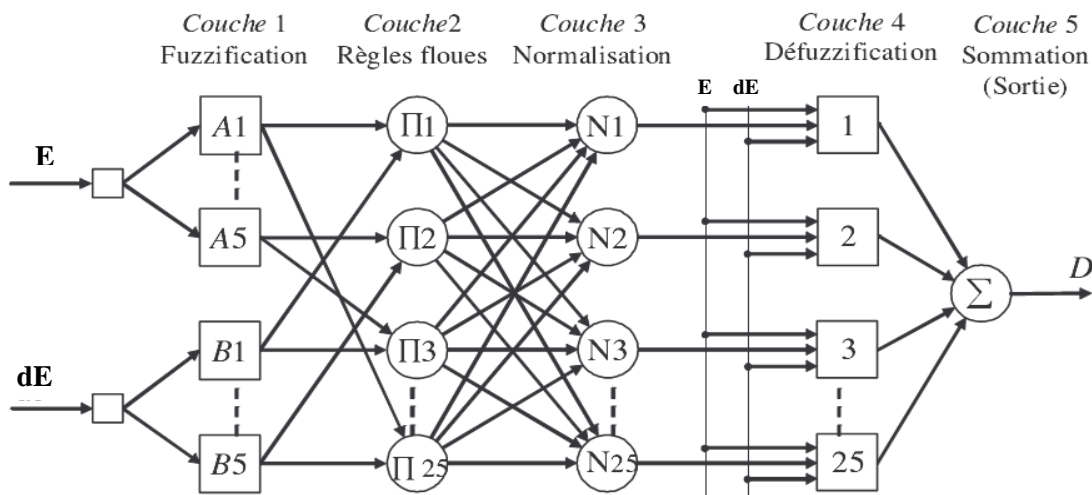 Couche 1
Fuzzification
Couche2
Règles floues
Couche 3
Normalisation
Couche 4
Défuzzification
Couche 5
Sommation
(Sortie)
E
dE
E
A1
A5
dE
B1
B5
Π1
Π2
Π3
Π 25
N1
N2
N3
N25
1
2
3
25
Σ
D